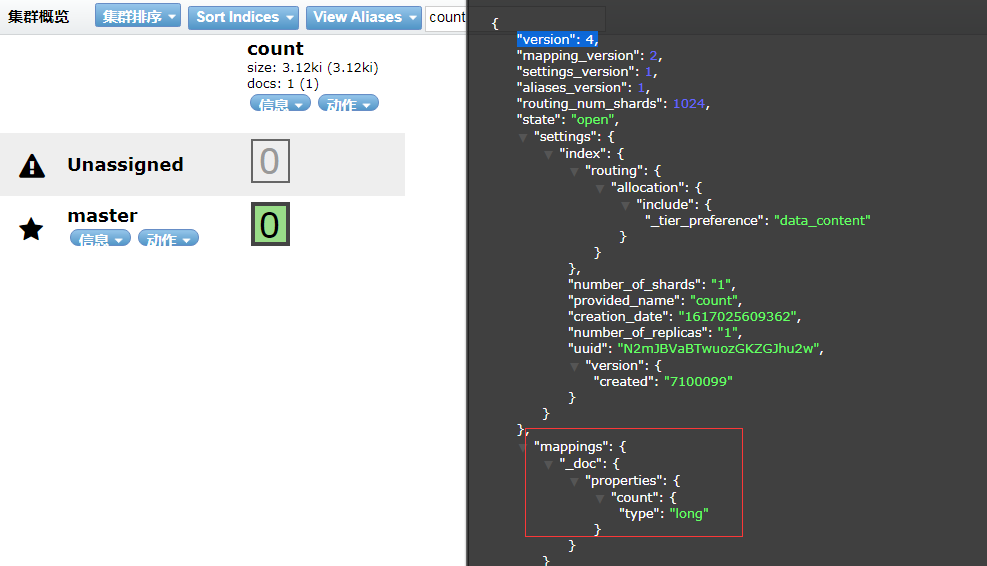 集群概览 集群排序 Sort Indices View Aliases count
count
size: 3.12ki (3.12ki)
docs: 1 (1)
信息 动作
Unassigned 0
master 0
信息 动作
{
"version": 4,
"mapping_version": 2,
"settings_version": 1,
"aliases_version": 1,
"routing_num_shards": 1024,
"state": "open",
"settings": {
"index": {
"routing": {
"allocation": {
"include": {
"_tier_preference": "data_content"
}
}
},
"number_of_shards": "1",
"provided_name": "count",
"creation_date": "1617025609362",
"number_of_replicas": "1",
"uuid": "N2mJBVaBTwuozGKZGJhu2w",
"version": {
"created": "7100099"
}
}
},
"mappings": {
"_doc": {
"properties": {
"count": {
"type": "long"
}
}
}